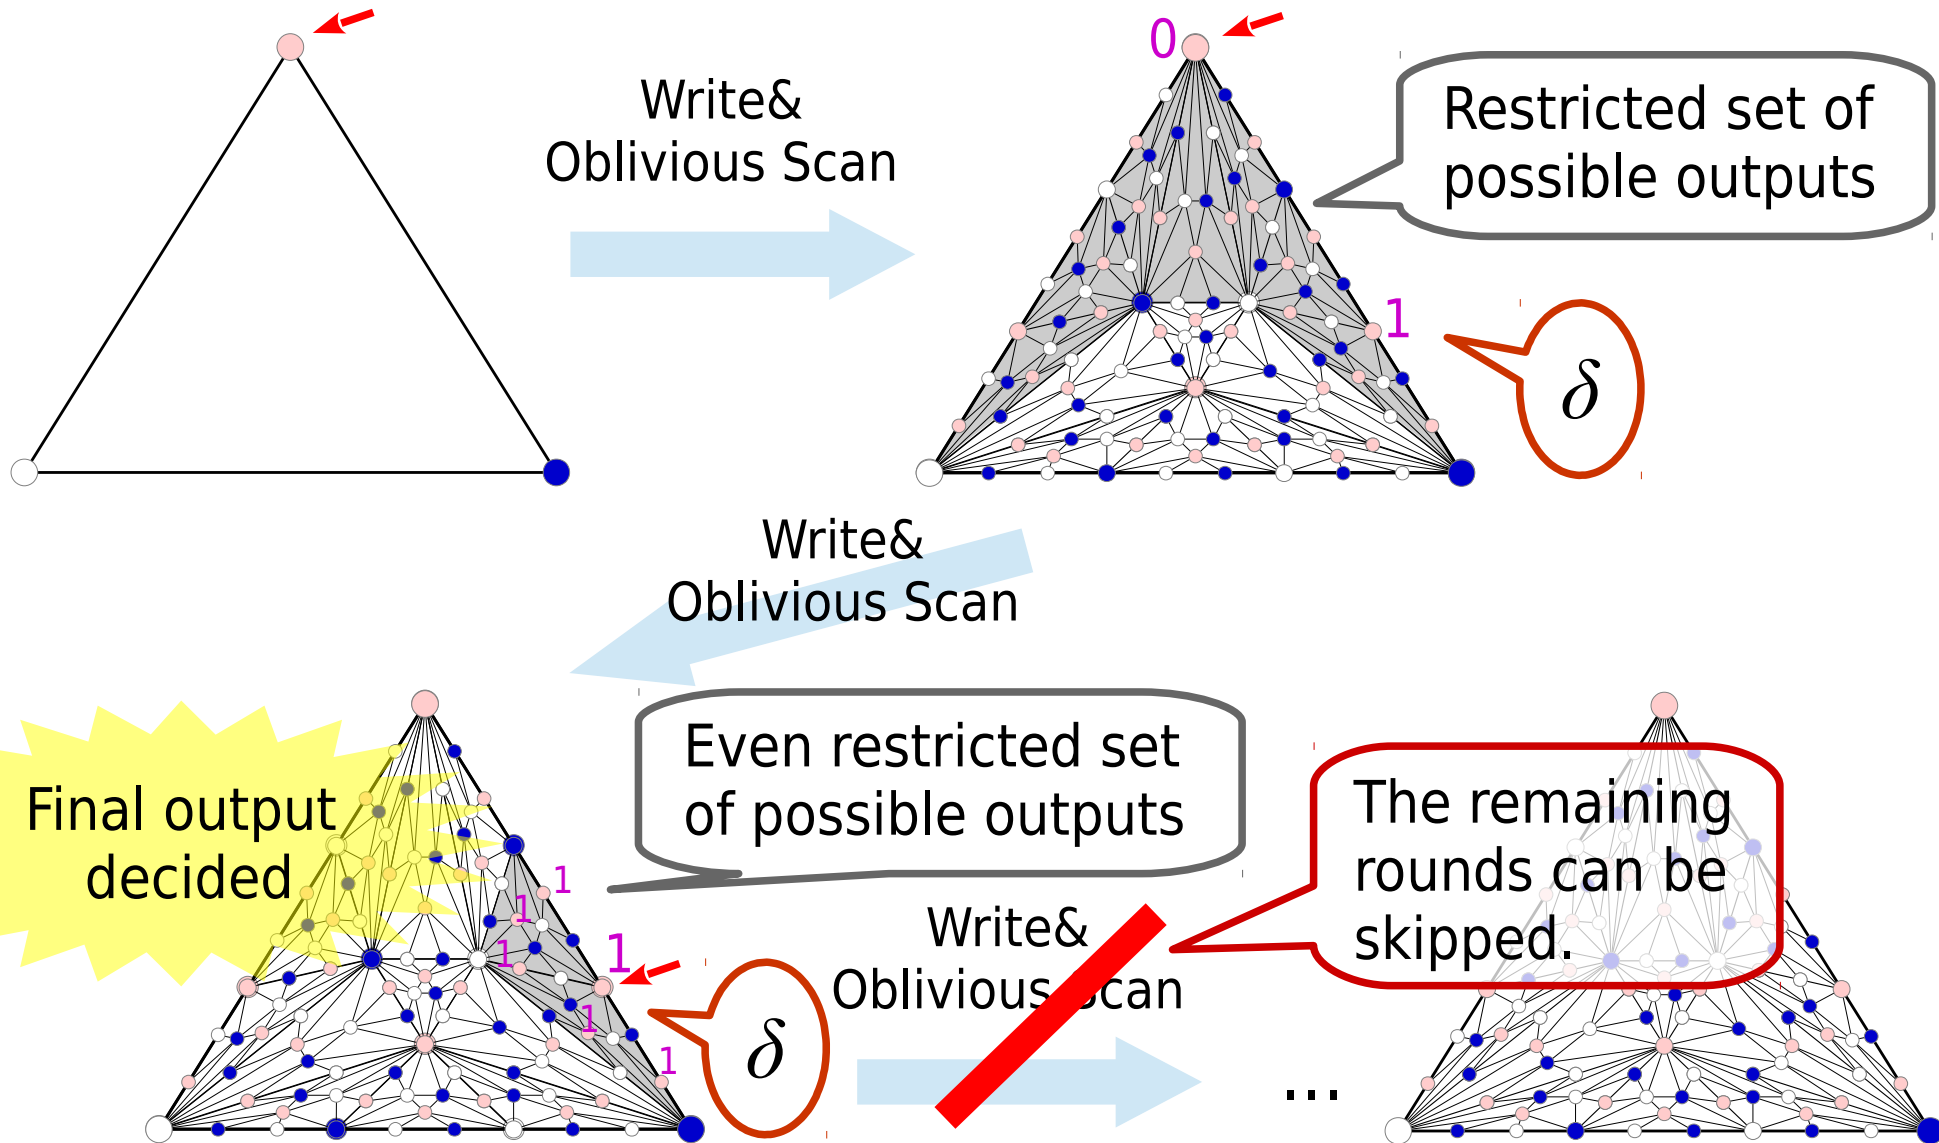 Write&
Oblivious Scan
0
Restricted set of
possible outputs
1
δ
Write&
Oblivious Scan
Final output
decided
Even restricted set
of possible outputs
1
1
1
1
1
1
δ
Write&
Oblivious Scan
...
The remaining
rounds can be
skipped.